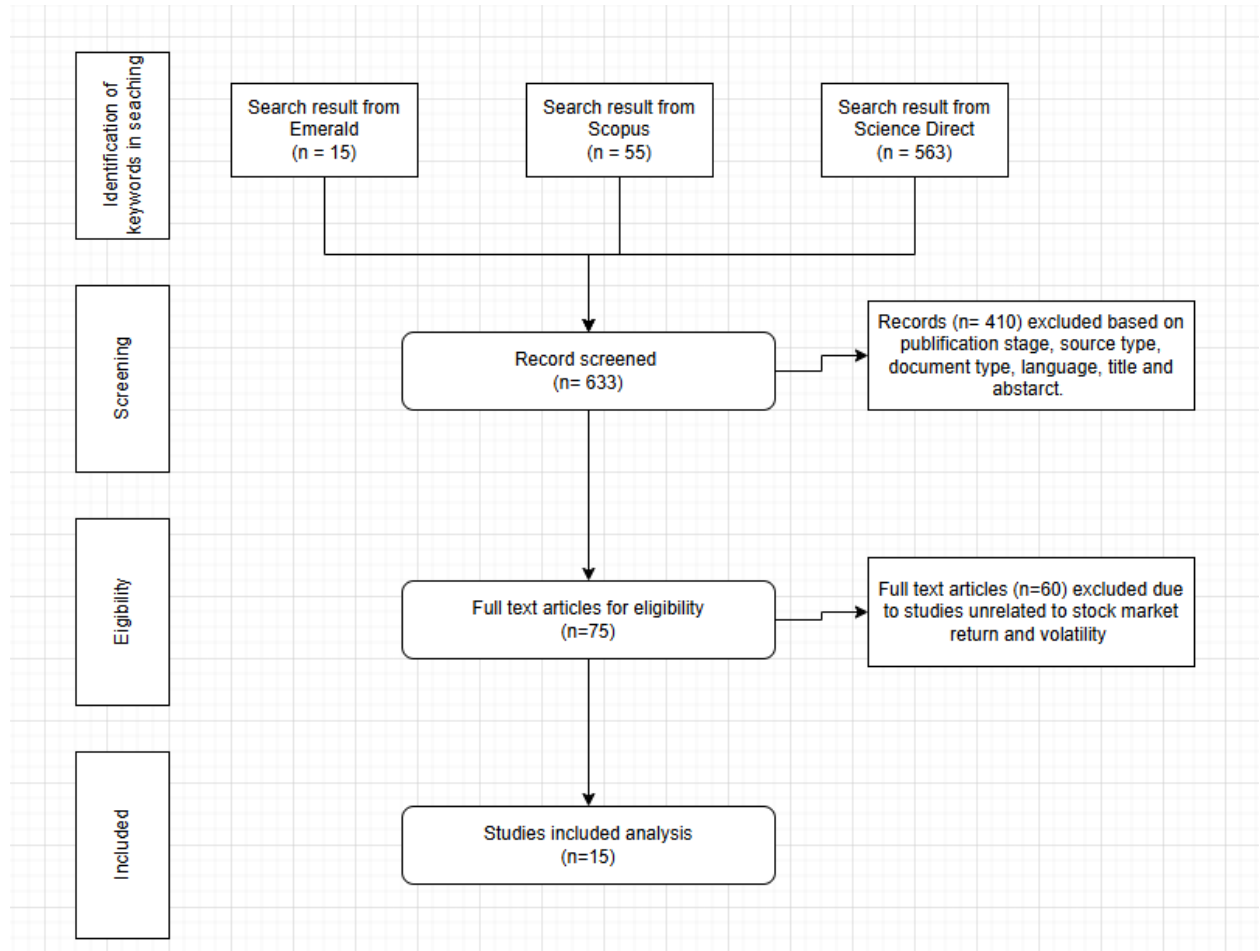 Identification of
keywords in seaching
Search result from
Emerald
(n = 15)
Search result from
Scopus
(n = 55)
Search result from
Science Direct
(n = 563)
Screening
Record screened
(n= 633)
Records (n= 410) excluded based on
publification stage, source type,
document type, language, title and
abstarct.
Eigibility
Full text articles for eligibility
(n=75)
Full text articles (n=60) excluded due
to studies unrelated to stock market
return and volatility
Included
Studies included analysis
(n=15)